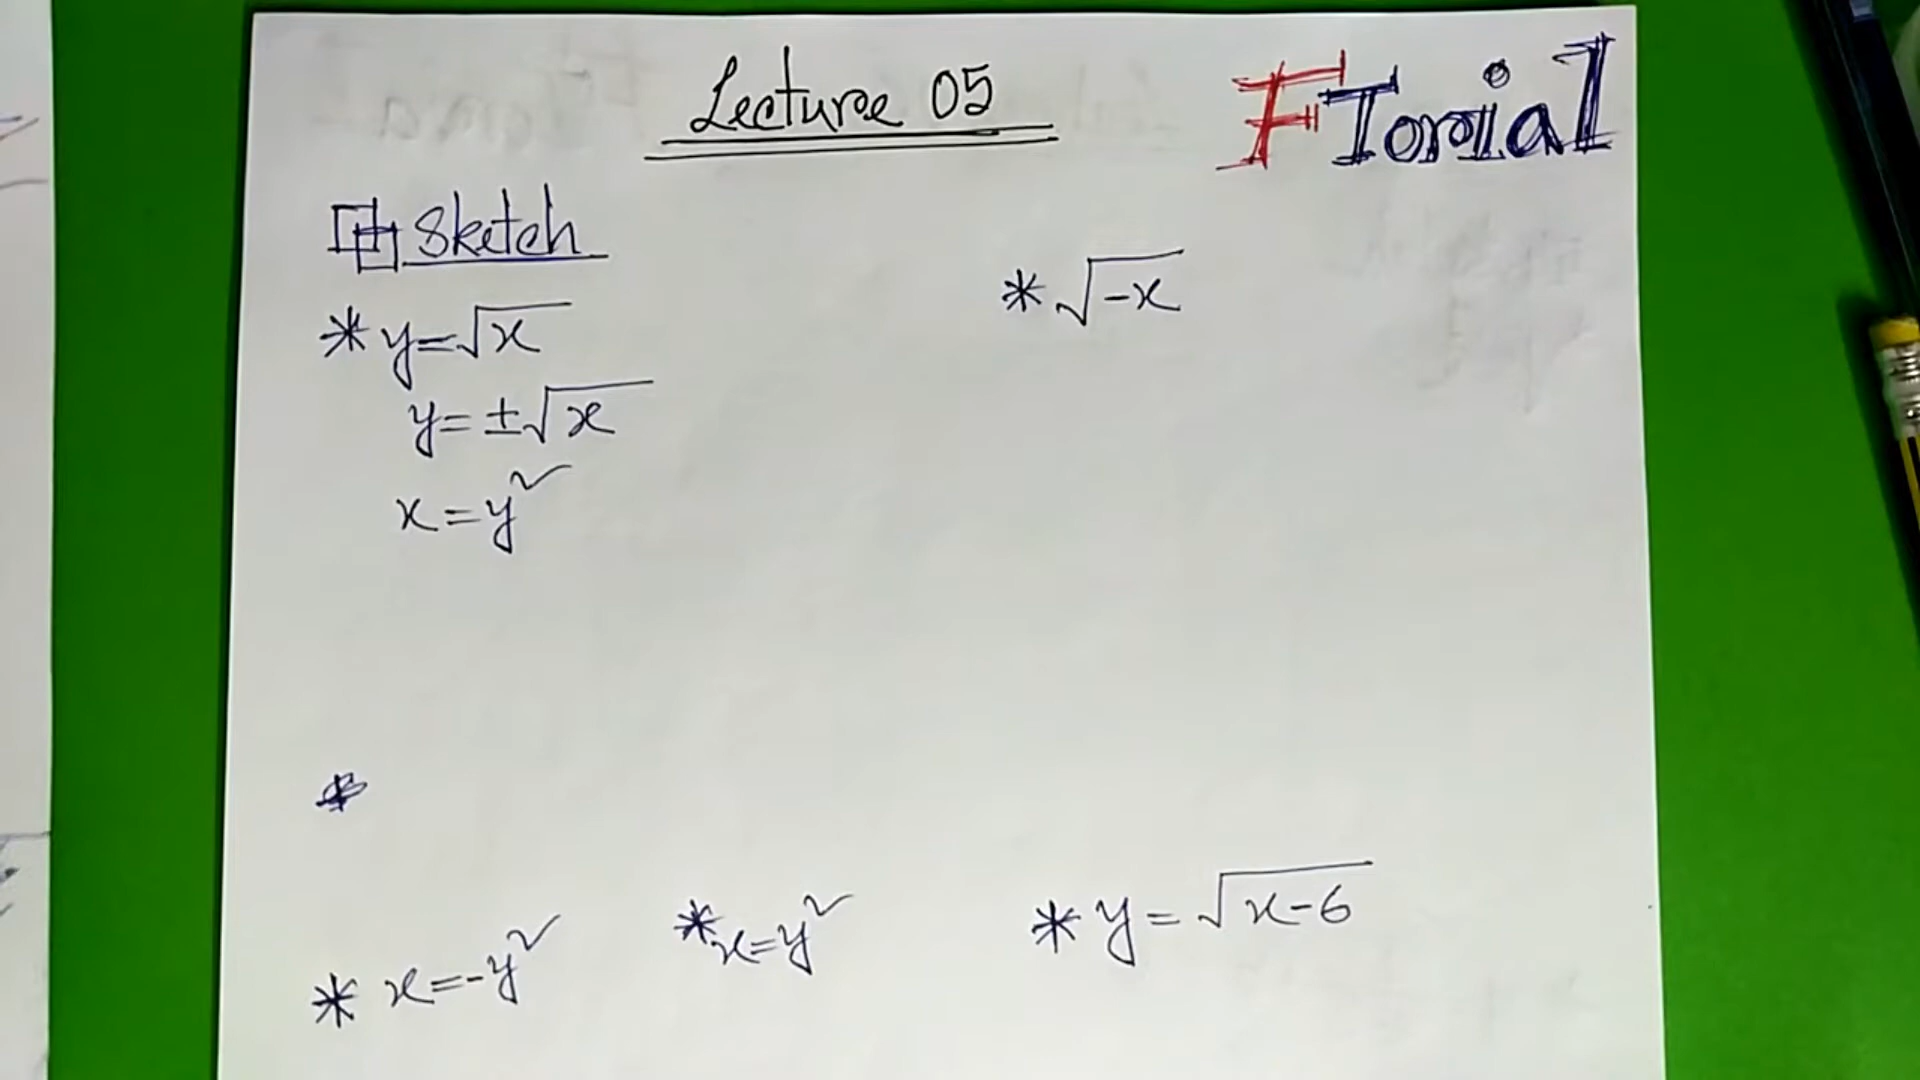 Lecture 05
FTorial
Sketch
* y=√x
y=±√x
x=y²
* √-x
*
* x=-y²
* x=y²
* y=√x-6